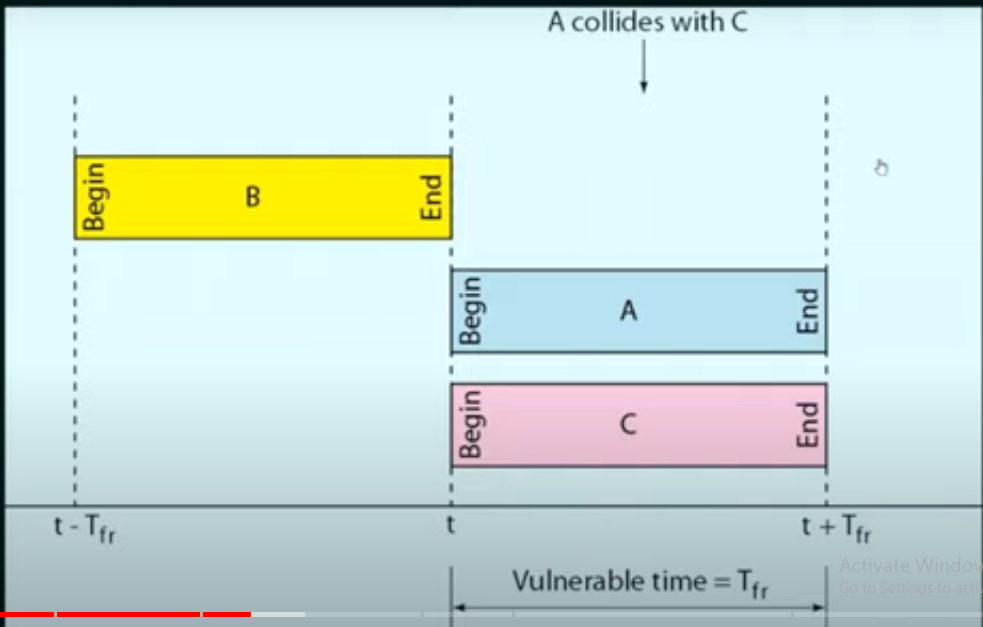 A collides with C
Begin
B
End
Begin
A
End
Begin
C
End
t - Tfr
t
t + Tfr
Vulnerable time = Tfr
Activate Window
Go to Settings to acti